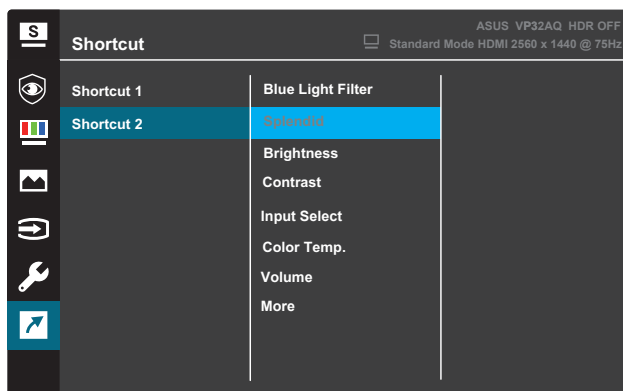 S
Shortcut
ASUS VP32AQ HDR OFF
Standard Mode HDMI 2560 x 1440 @ 75Hz
Shortcut 1
Shortcut 2
Blue Light Filter
Splendid
Brightness
Contrast
Input Select
Color Temp.
Volume
More